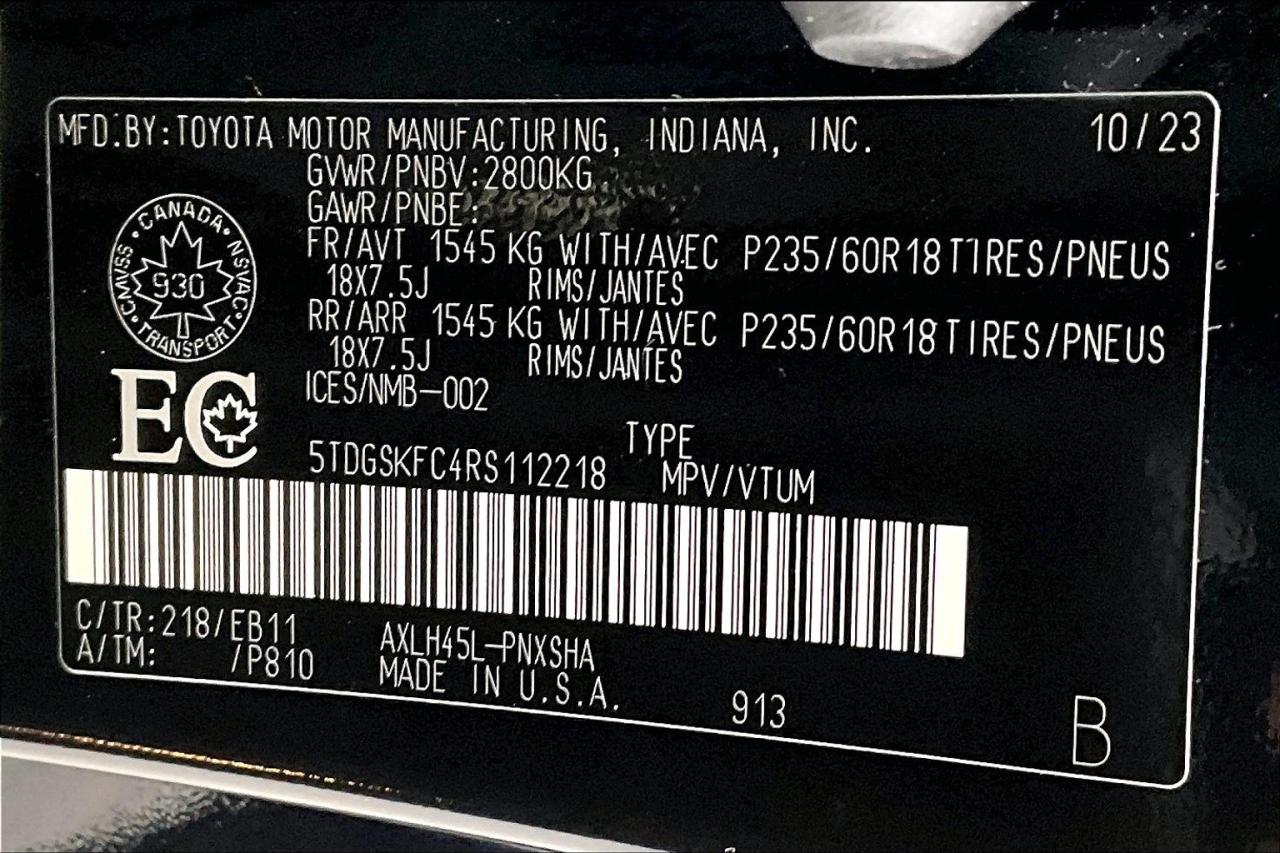 MFD.BY:TOYOTA MOTOR MANUFACTURING, INDIANA, INC. 10/23
GVWR/PNBV:2800KG
GAWR/PNBE:
FR/AVT 1545 KG WITH/AVEC P235/60R18 TIRES/PNEUS
18X7.5J RIMS/JANTES
RR/ARR 1545 KG WITH/AVEC P235/60R18 TIRES/PNEUS
18X7.5J RIMS/JANTES
ICES/NMB-002
CANADA
CMVSS 930 NSVAC
TRANSPORT
EC
TYPE
5TDGSKFC4RS112218 MPV/VTUM
C/TR:218/EB11 AXLH45L-PNXSHA
A/TM: /P810 MADE IN U.S.A. 913 B